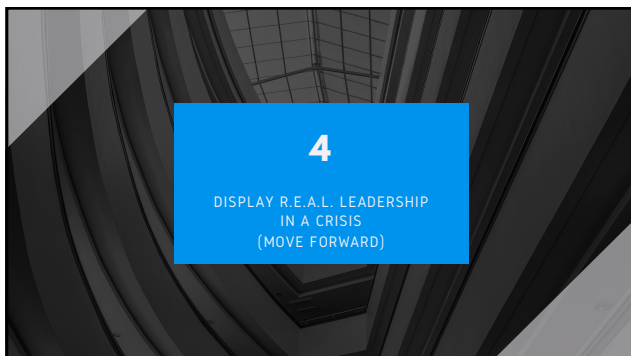 4
DISPLAY R.E.A.L. LEADERSHIP
IN A CRISIS
(MOVE FORWARD)